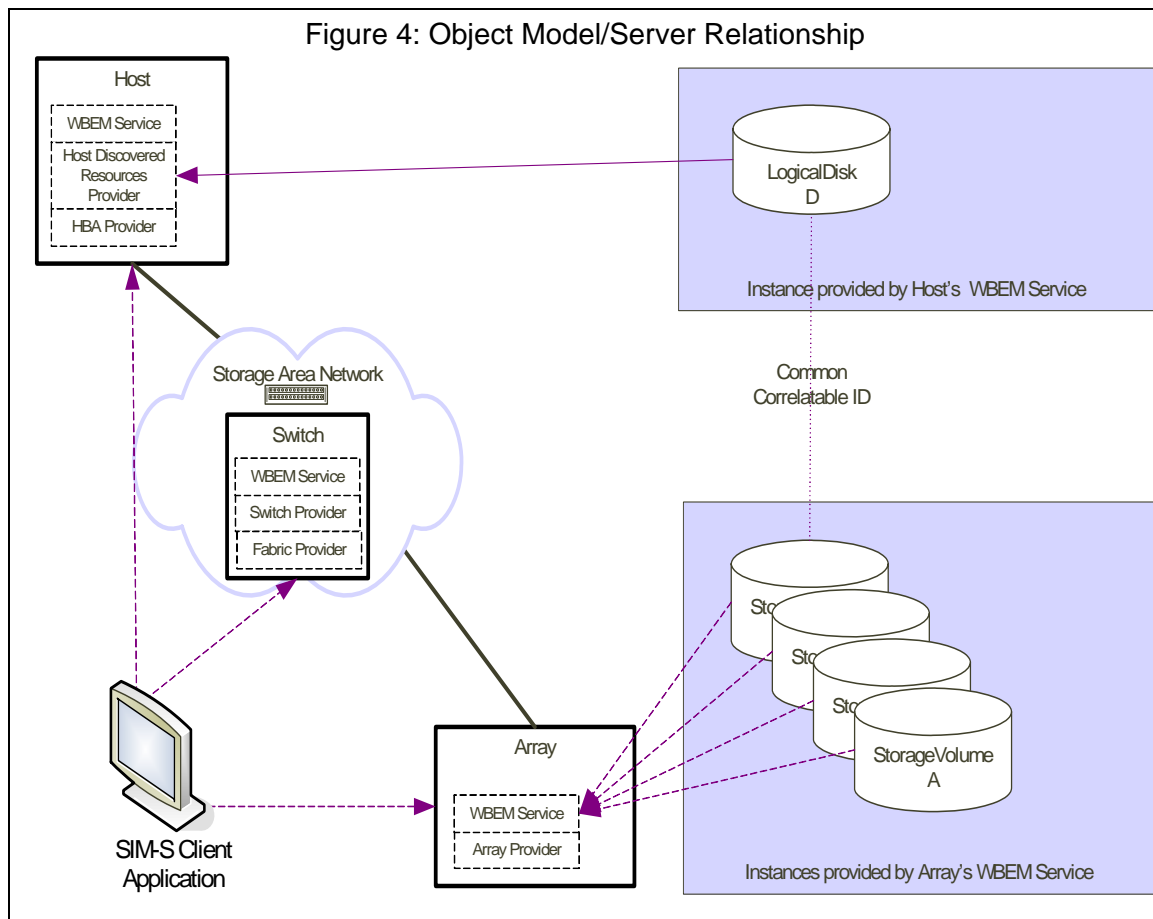 Figure 4: Object Model/Server Relationship
Host
WBEM Service
Host Discovered
Resources
Provider
HBA Provider
LogicalDisk
D
Instance provided by Host's WBEM Service
Storage Area Network
Switch
WBEM Service
Switch Provider
Fabric Provider
Common
Correlatable ID
SIM-S Client
Application
Array
WBEM Service
Array Provider
StorageVolume
A
Instances provided by Array's WBEM Service